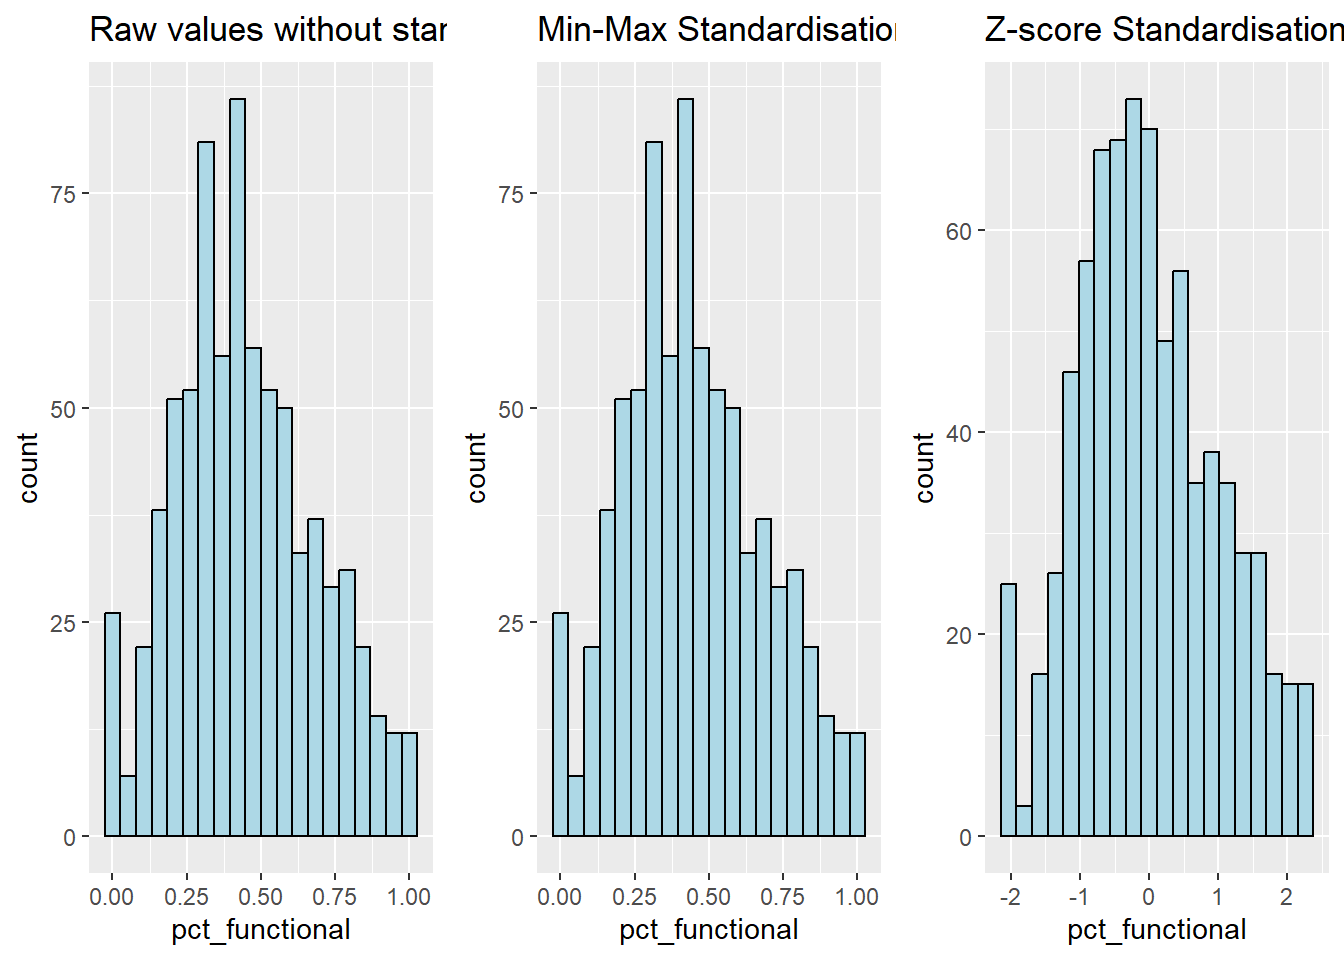 Raw values without stan
Min-Max Standardisation
Z-score Standardisation
75
50
25
0
count
0.00 0.25 0.50 0.75 1.00
pct_functional
75
50
25
0
count
0.00 0.25 0.50 0.75 1.00
pct_functional
60
40
20
0
count
-2 -1 0 1 2
pct_functional